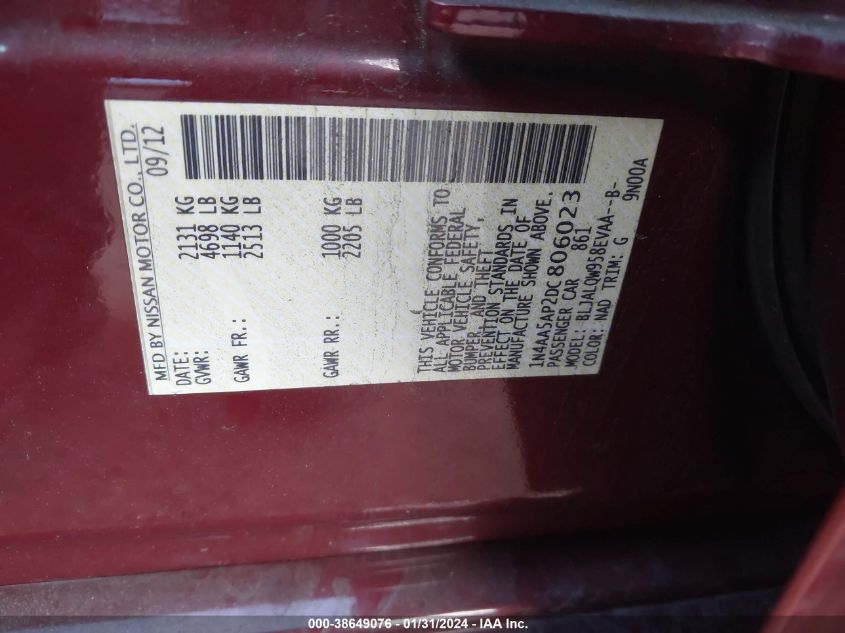 MFD BY NISSAN MOTOR CO., LTD.
DATE: 09/12
GVWR: 2131 KG
4698 LB
GAWR FR.: 1140 KG
2513 LB
GAWR RR.: 1000 KG
2205 LB
THIS VEHICLE CONFORMS TO
ALL APPLICABLE FEDERAL
MOTOR VEHICLE SAFETY,
BUMPER, AND THEFT
PREVENTION STANDARDS IN
EFFECT ON THE DATE OF
MANUFACTURE SHOWN ABOVE.
1N4AA5AP2DC806023
PASSENGER CAR 861
MODEL: BLJALQW958EVAA--B-
COLOR: NAD TRIM: G 9N00A
000-38649076 - 01/31/2024 - IAA Inc.